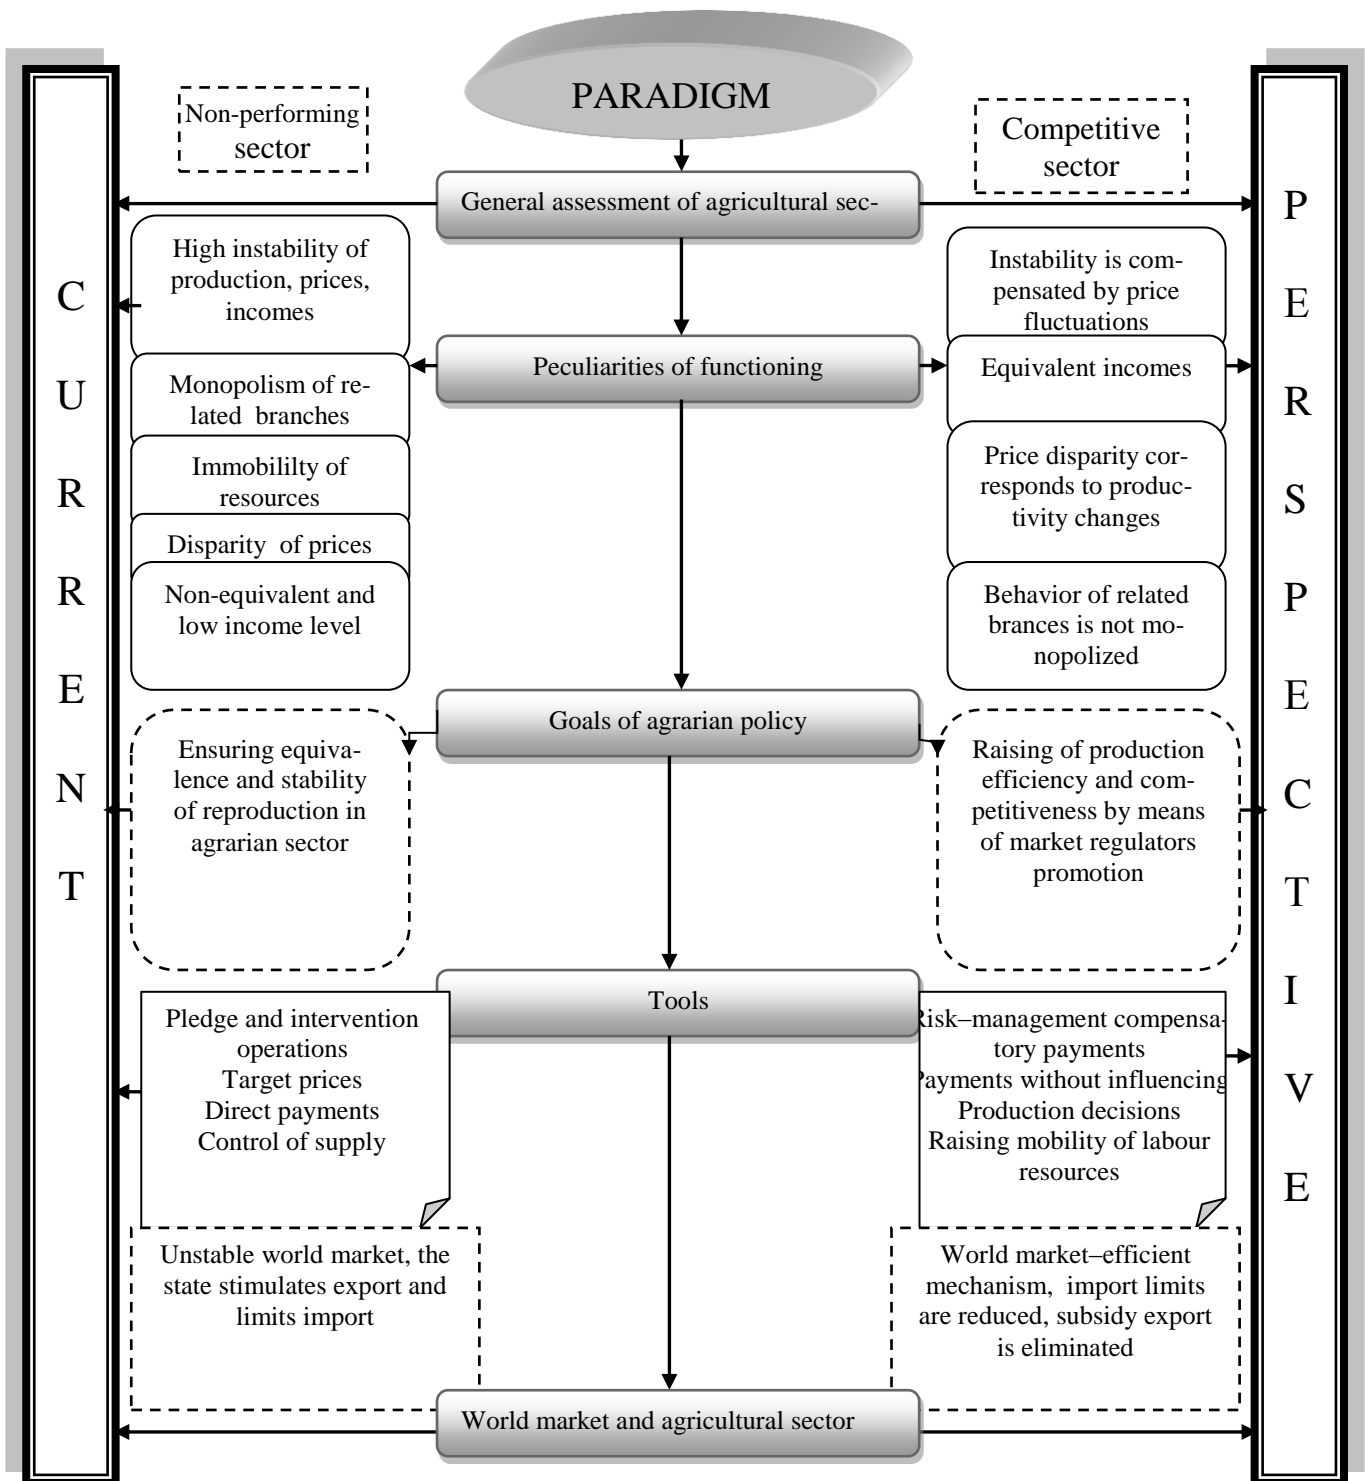 PARADIGM
Non-performing
sector
Competitive
sector
General assessment of agricultural sec-
CURRENT
PERSPECTIVE
High instability of
production, prices,
incomes
Instability is com-
pensated by price
fluctuations
Peculiarities of functioning
Monopolism of re-
lated branches
Equivalent incomes
Immobililty of
resources
Price disparity cor-
responds to produc-
tivity changes
Disparity of prices
Non-equivalent and
low income level
Behavior of related
brances is not mo-
nopolized
Goals of agrarian policy
Ensuring equiva-
lence and stability
of reproduction in
agrarian sector
Raising of production
efficiency and com-
petitiveness by means
of market regulators
promotion
Tools
Pledge and intervention
operations
Target prices
Direct payments
Control of supply
Risk–management compensa-
tory payments
Payments without influencing
Production decisions
Raising mobility of labour
resources
Unstable world market, the
state stimulates export and
limits import
World market–efficient
mechanism, import limits
are reduced, subsidy export
is eliminated
World market and agricultural sector